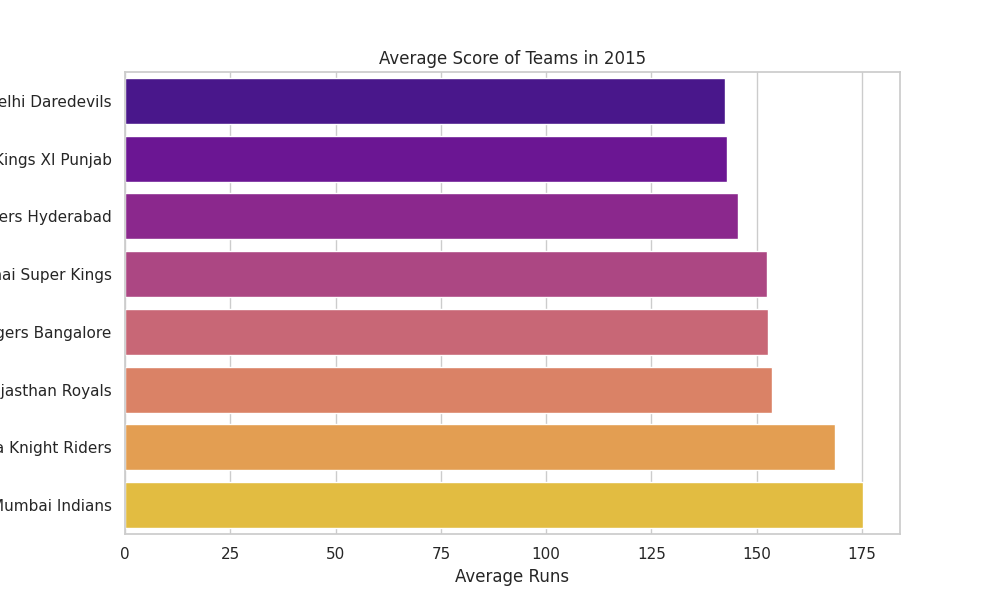 Average Score of Teams in 2015
elhi Daredevils
Kings XI Punjab
ers Hyderabad
ai Super Kings
gers Bangalore
jasthan Royals
a Knight Riders
Mumbai Indians
0 25 50 75 100 125 150 175
Average Runs